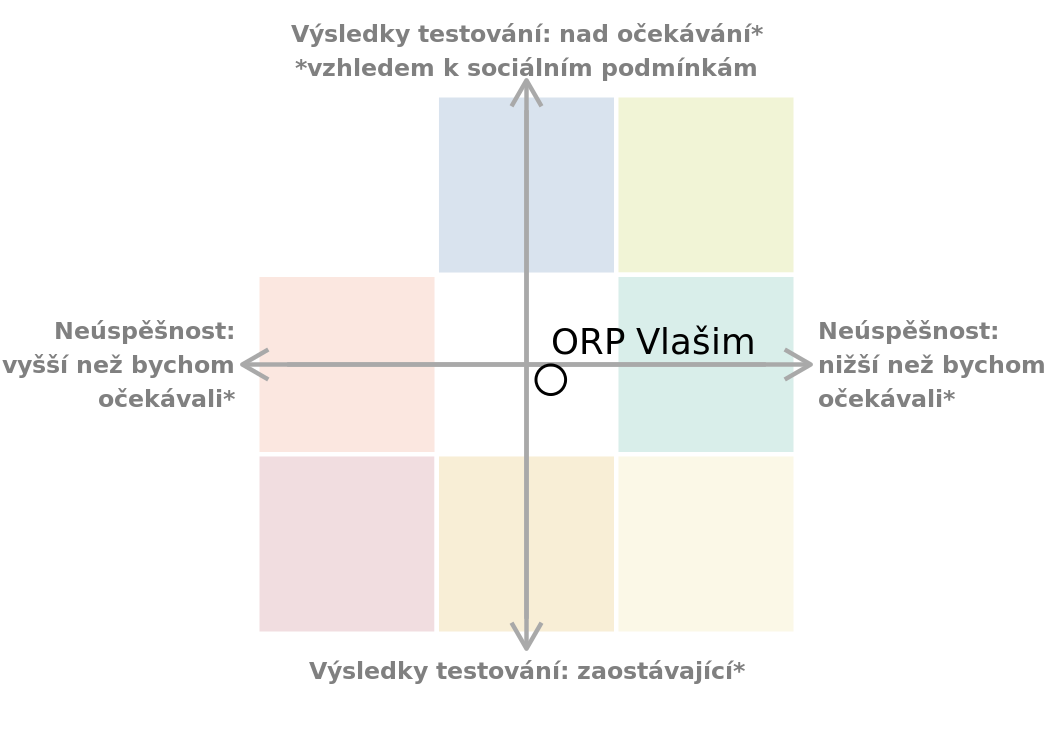 Výsledky testování: nad očekávání*
*vzhledem k sociálním podmínkám
Neúspěšnost:
vyšší než bychom
očekávali*
ORP Vlašim
Neúspěšnost:
nižší než bychom
očekávali*
Výsledky testování: zaostávající*